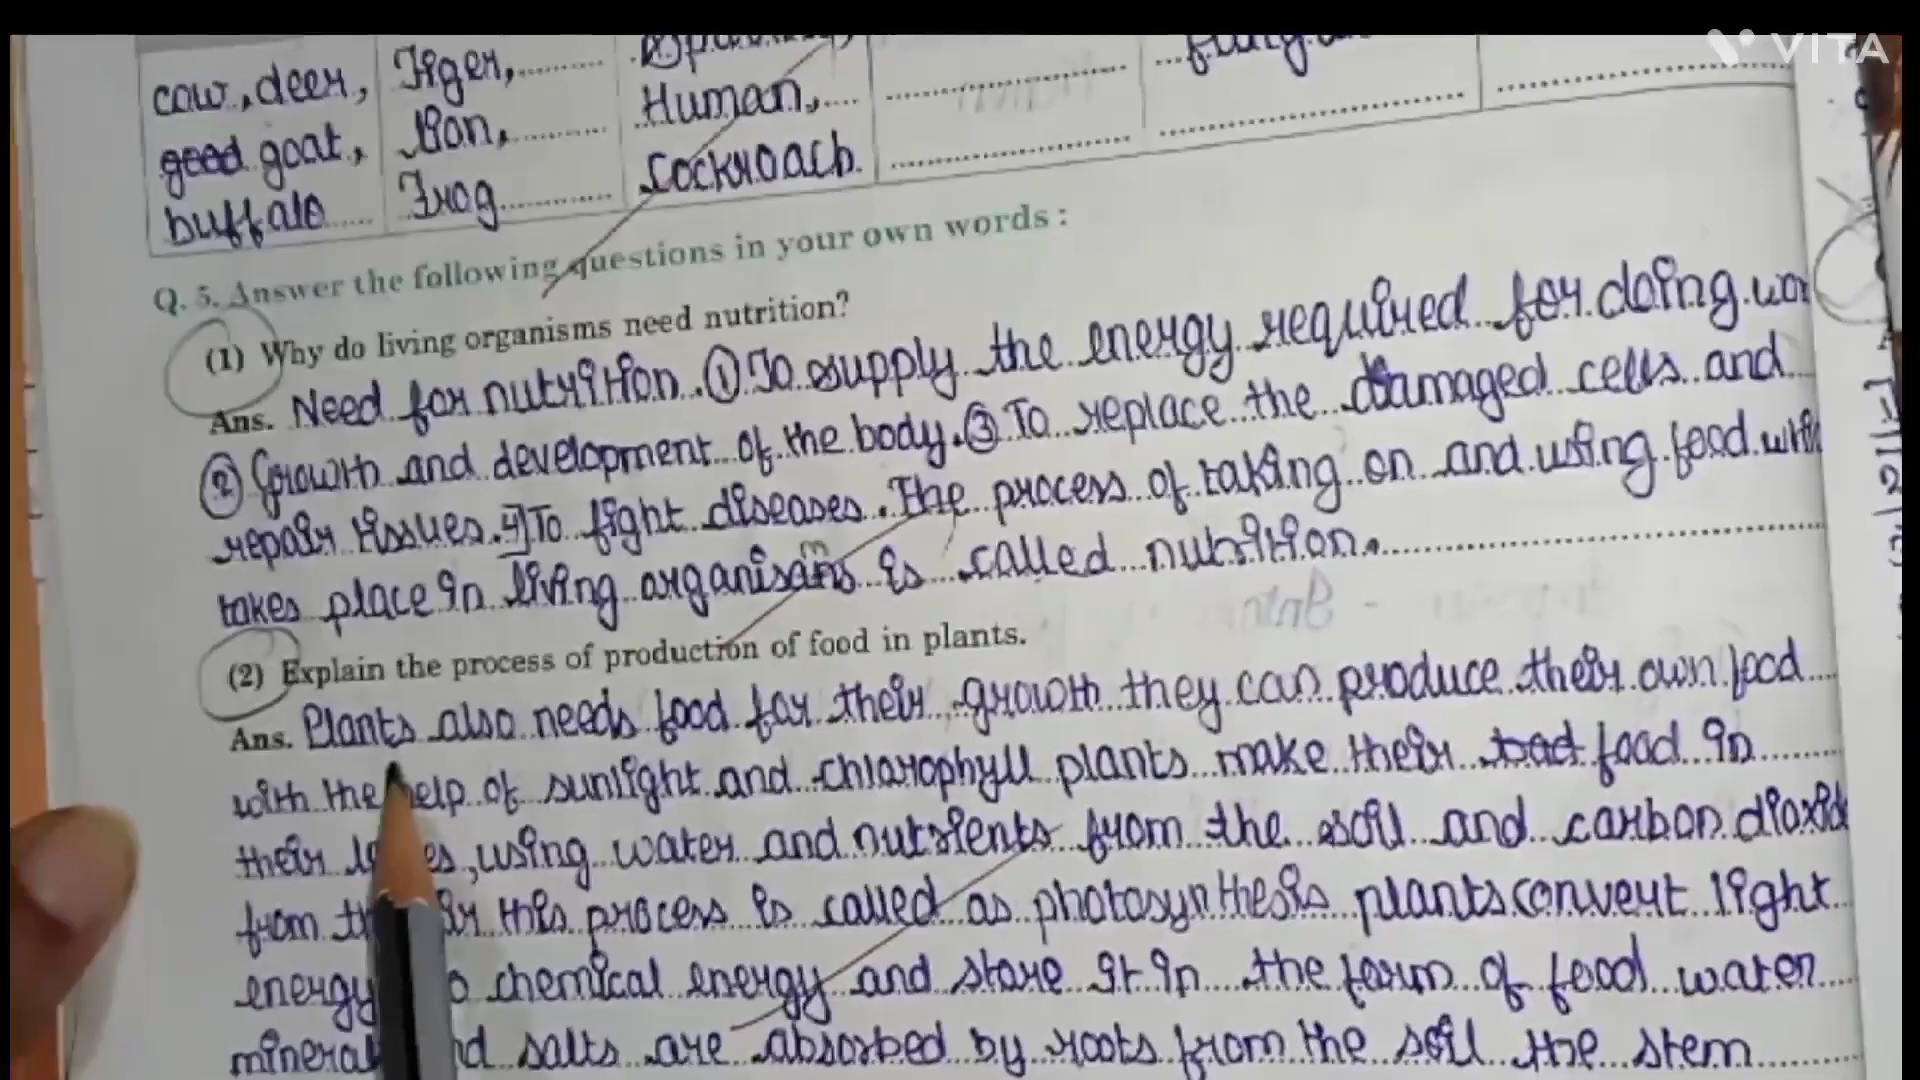 VITA
cow, deer, Tiger,
Human,
good goat, Lion,
Cockroach.
buffalo Frog
Q. 5. Answer the following questions in your own words :
(1) Why do living organisms need nutrition?
Ans. Need for nutrition. ① To supply the energy required for doing
② Growth and development of the body. ③ To replace the damaged cells and
repair tissues. 4) To fight diseases. The process of taking on and using food
takes place in living organisms is called nutrition.
(2) Explain the process of production of food in plants.
Ans. Plants also needs food for their growth they can produce their own food
with the help of sunlight and chlorophyll plants make their food in
their using water and nutrients from the soil and carbon dioxid
from this process is called as photosynthesis plants convert light
energy chemical energy and store it in the form of food water
mineral salts are absorbed by roots from the soil the stem